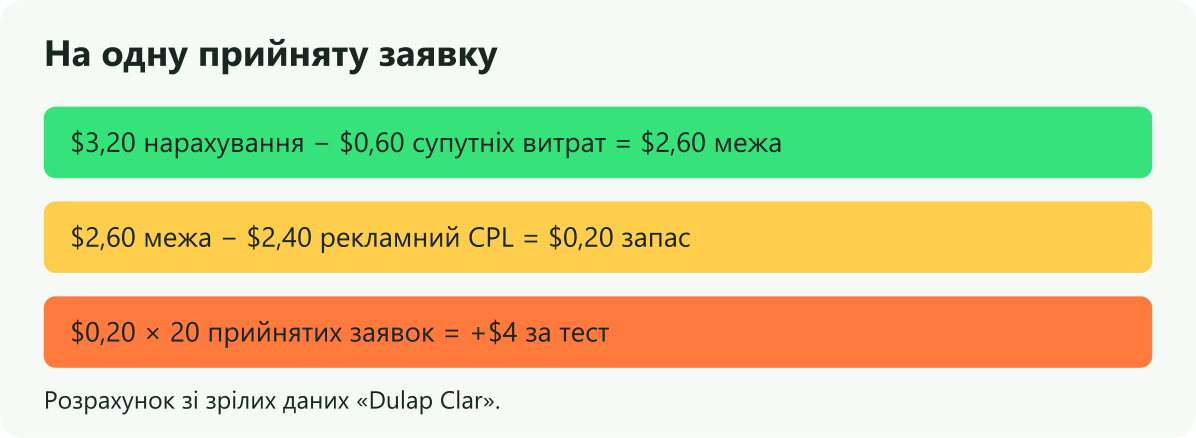 На одну прийняту заявку
$3,20 нарахування − $0,60 супутніх витрат = $2,60 межа
$2,60 межа − $2,40 рекламний CPL = $0,20 запас
$0,20 × 20 прийнятих заявок = +$4 за тест
Розрахунок зі зрілих даних «Dulap Clar».